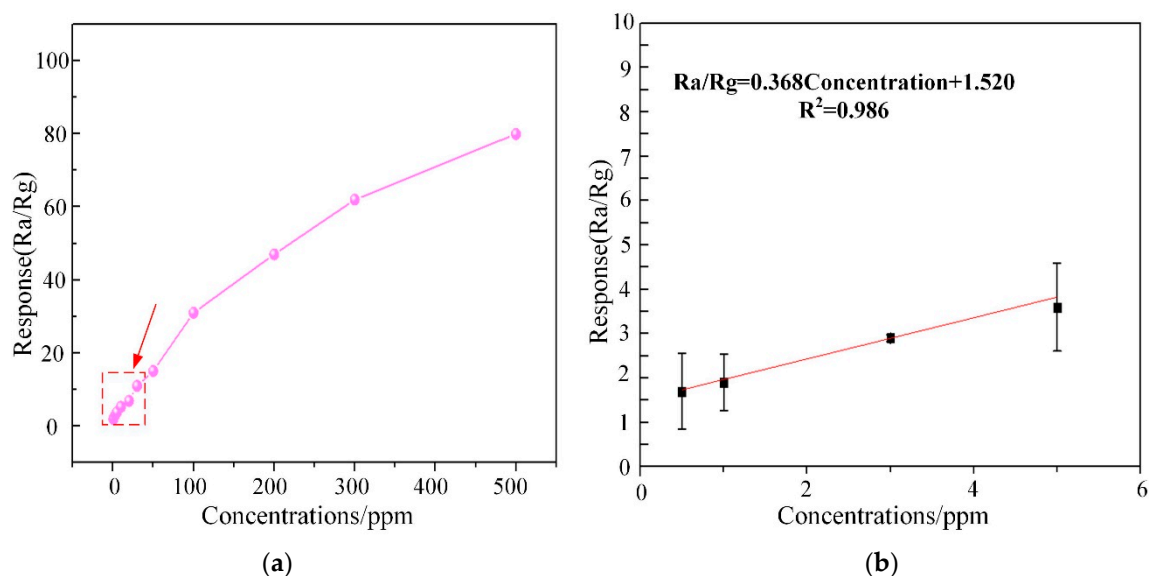 100
80
60
40
20
0
Response(Ra/Rg)
0 100 200 300 400 500
Concentrations/ppm
(a)
10
9
8
7
6
5
4
3
2
1
0
Response(Ra/Rg)
Ra/Rg=0.368Concentration+1.520
R²=0.986
0 2 4 6
Concentrations/ppm
(b)